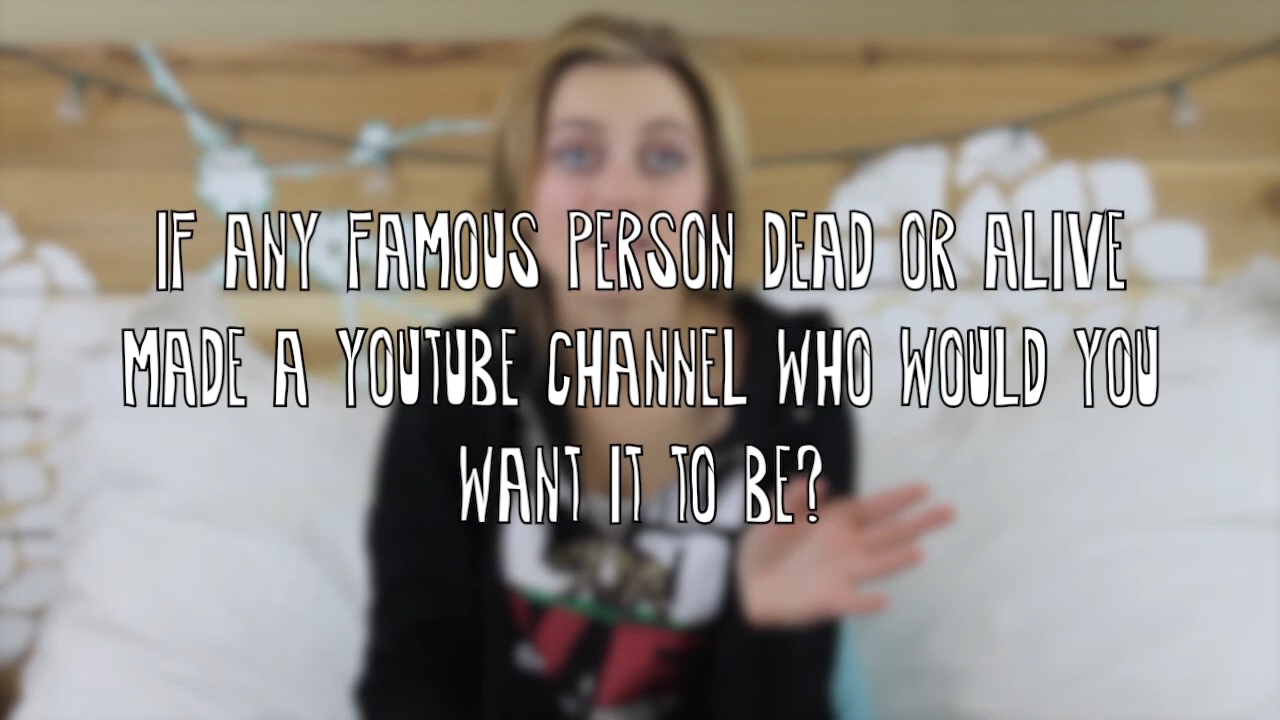 IF ANY FAMOUS PERSON DEAD OR ALIVE
MADE A YOUTUBE CHANNEL WHO WOULD YOU
WANT IT TO BE?